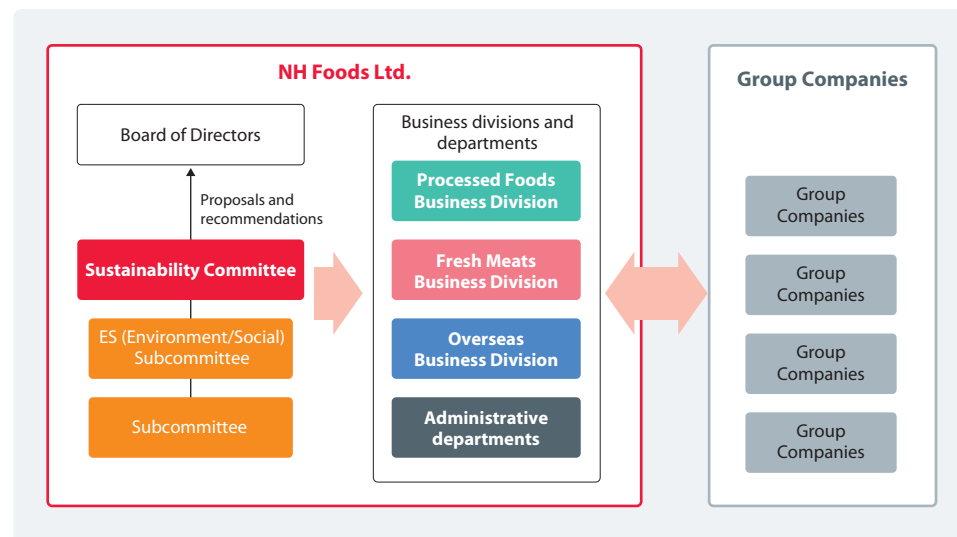 NH Foods Ltd.
Board of Directors
Proposals and
recommendations
Sustainability Committee
ES (Environment/Social)
Subcommittee
Subcommittee
Business divisions and
departments
Processed Foods
Business Division
Fresh Meats
Business Division
Overseas
Business Division
Administrative
departments
Group Companies
Group
Companies
Group
Companies
Group
Companies
Group
Companies